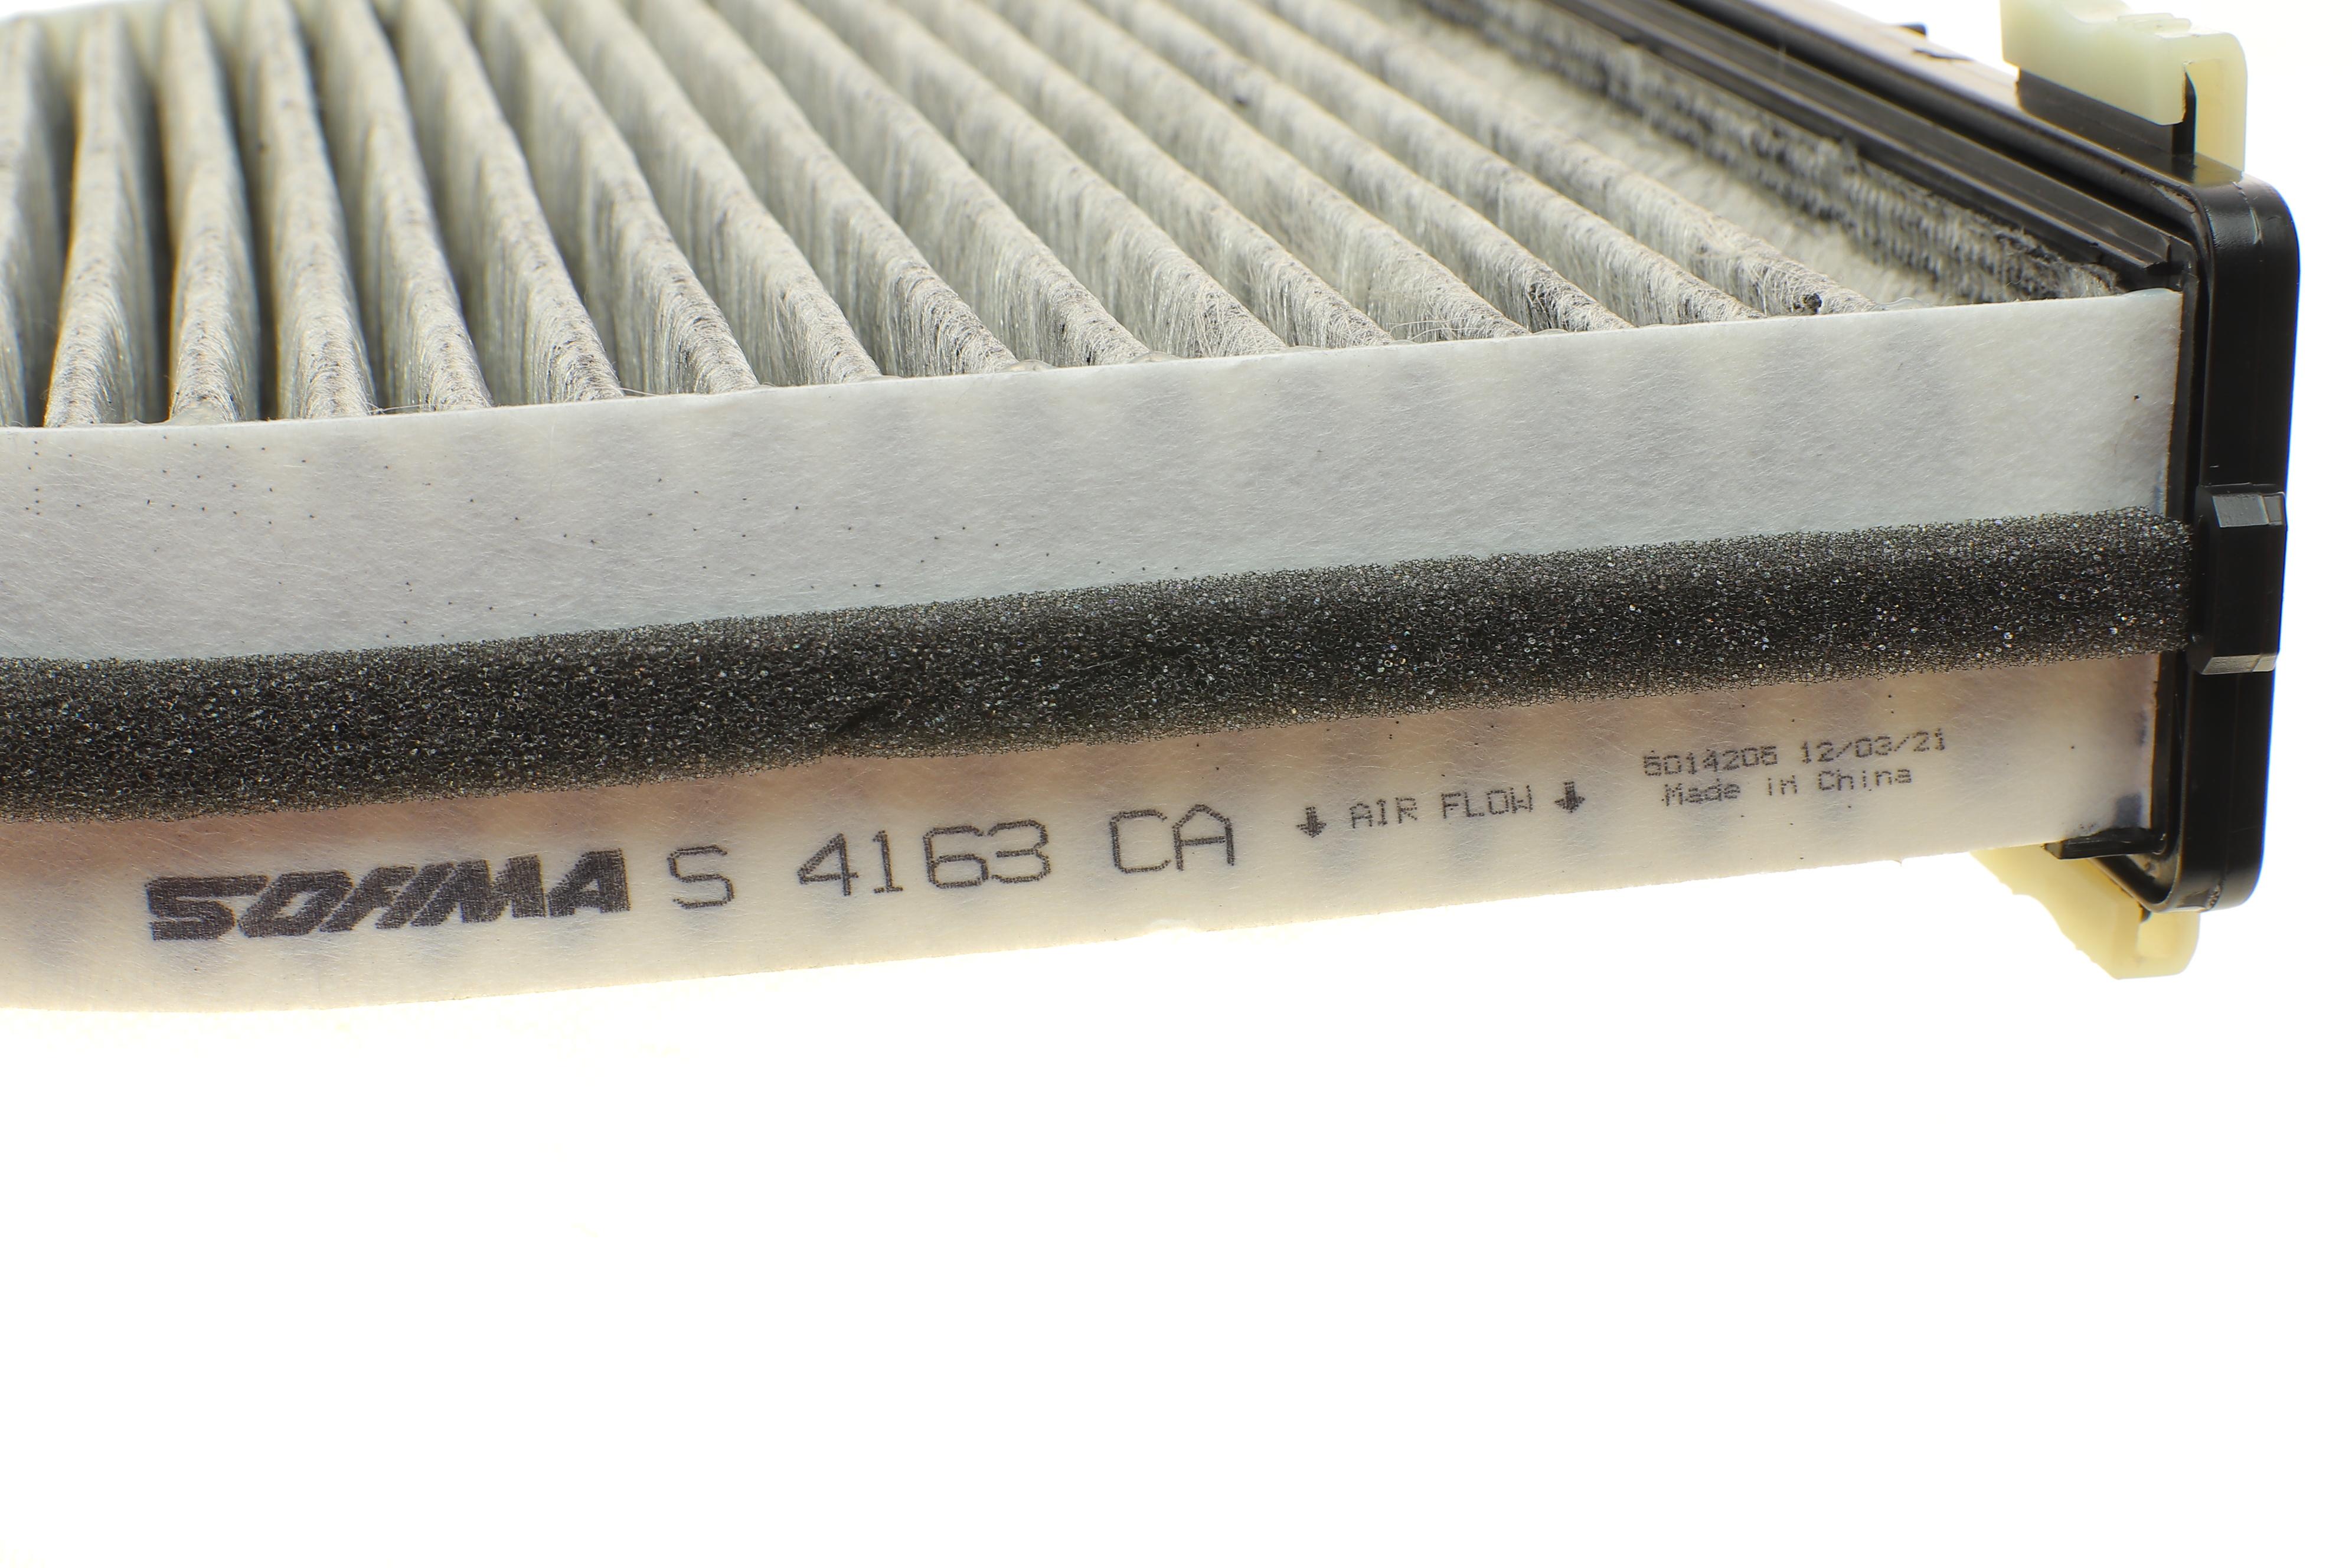 SOFIMA S 4163 CA ↓ AIR FLOW ↓
5014205 12/03/21
Made in China